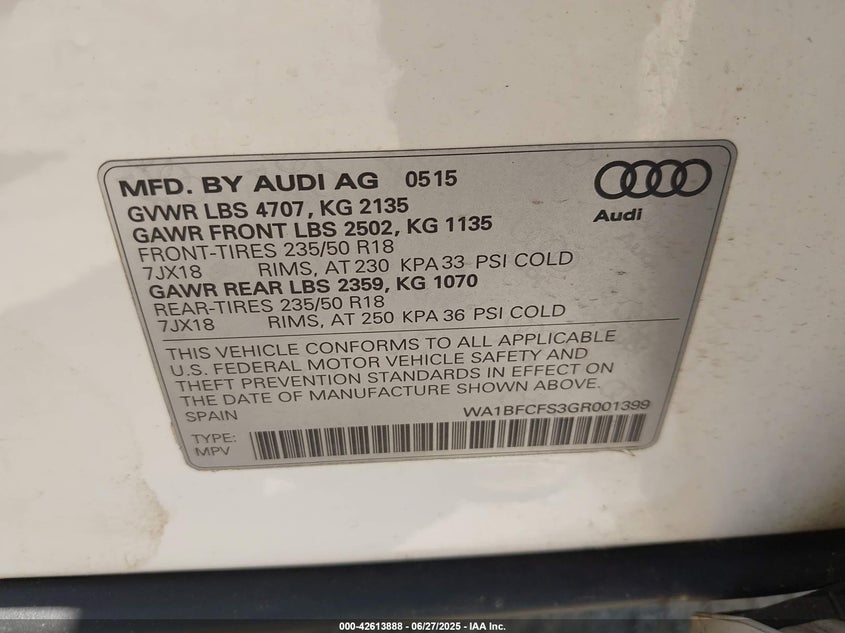 MFD. BY AUDI AG 0515
Audi
GVWR LBS 4707, KG 2135
GAWR FRONT LBS 2502, KG 1135
FRONT-TIRES 235/50 R18
7JX18 RIMS, AT 230 KPA 33 PSI COLD
GAWR REAR LBS 2359, KG 1070
REAR-TIRES 235/50 R18
7JX18 RIMS, AT 250 KPA 36 PSI COLD
THIS VEHICLE CONFORMS TO ALL APPLICABLE
U.S. FEDERAL MOTOR VEHICLE SAFETY AND
THEFT PREVENTION STANDARDS IN EFFECT ON
THE DATE OF MANUFACTURE SHOWN ABOVE.
SPAIN WA1BFCFS3GR001399
TYPE:
MPV
000-42613888 - 06/27/2025 - IAA Inc.